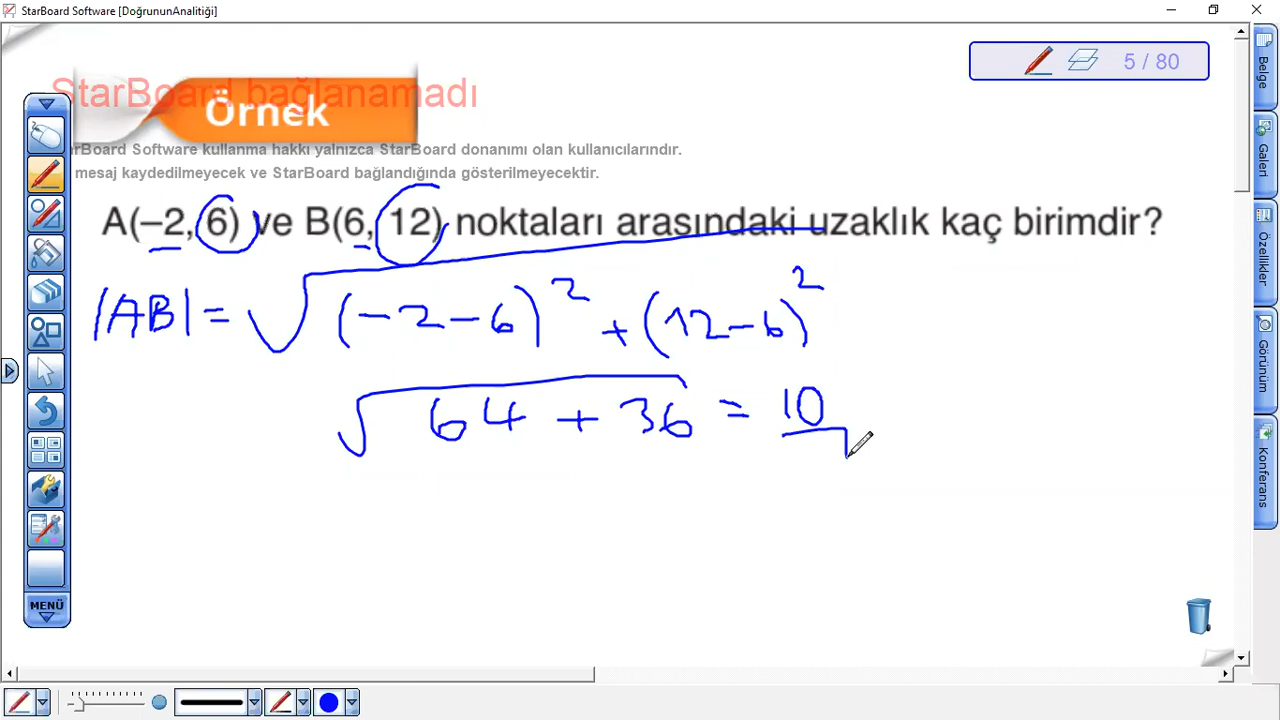 StarBoard Software [DoğrununAnalitiği]
5 / 80
StarBoard bağlanamadı
Örnek
StarBoard Software kullanma hakkı yalnızca StarBoard donanımı olan kullanıcılarındır.
mesaj kaydedilmeyecek ve StarBoard bağlandığında gösterilmeyecektir.
A(–2, 6) ve B(6, 12) noktaları arasındaki uzaklık kaç birimdir?
|AB| = √(-2-6)² + (12-6)²
√64 + 36 = 10
MENÜ
Belge
Galeri
Özellikler
Görünüm
Konferans